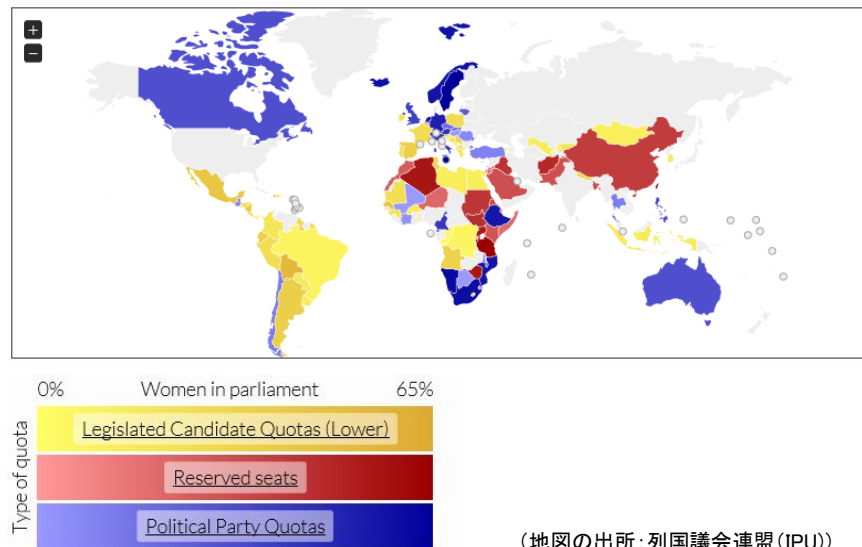 +
−
0% Women in parliament 65%
Type of quota
Legislated Candidate Quotas (Lower)
Reserved seats
Political Party Quotas
(地図の出所:列国議会連盟(IPU))